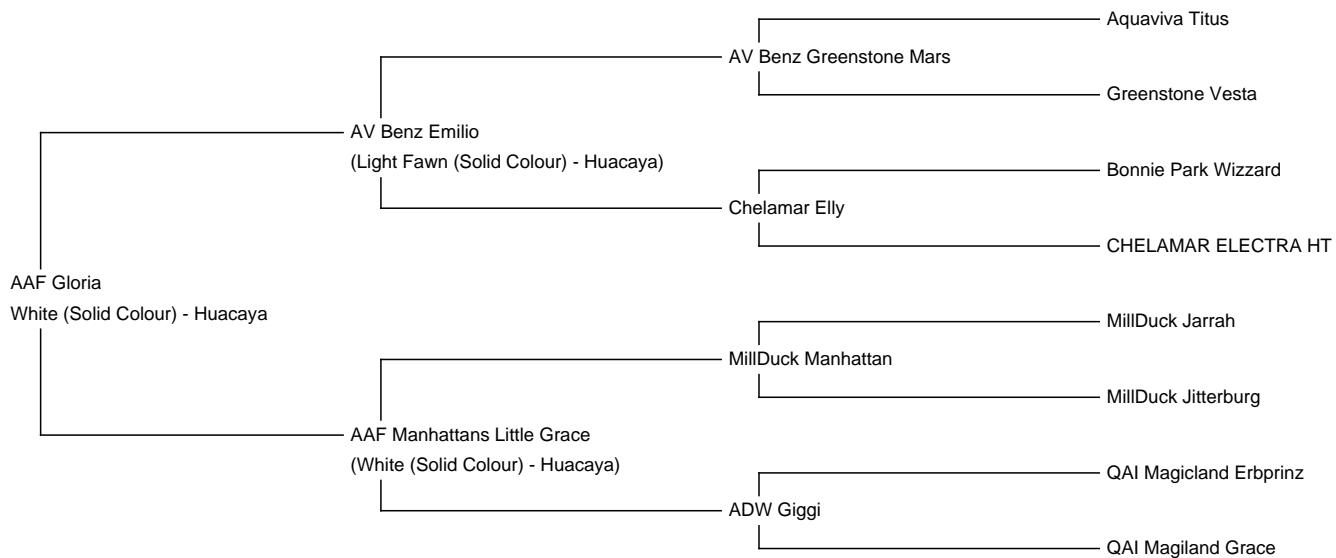 Aquaviva Titus
AV Benz Greenstone Mars
Greenstone Vesta
AV Benz Emilio
(Light Fawn (Solid Colour) - Huacaya)
Bonnie Park Wizzard
Chelamar Elly
CHELAMAR ELECTRA HT
AAF Gloria
White (Solid Colour) - Huacaya
MillDuck Jarrah
MillDuck Manhattan
MillDuck Jitterburg
AAF Manhattans Little Grace
(White (Solid Colour) - Huacaya)
QAI Magicland Erbprinz
ADW Giggi
QAI Magiland Grace